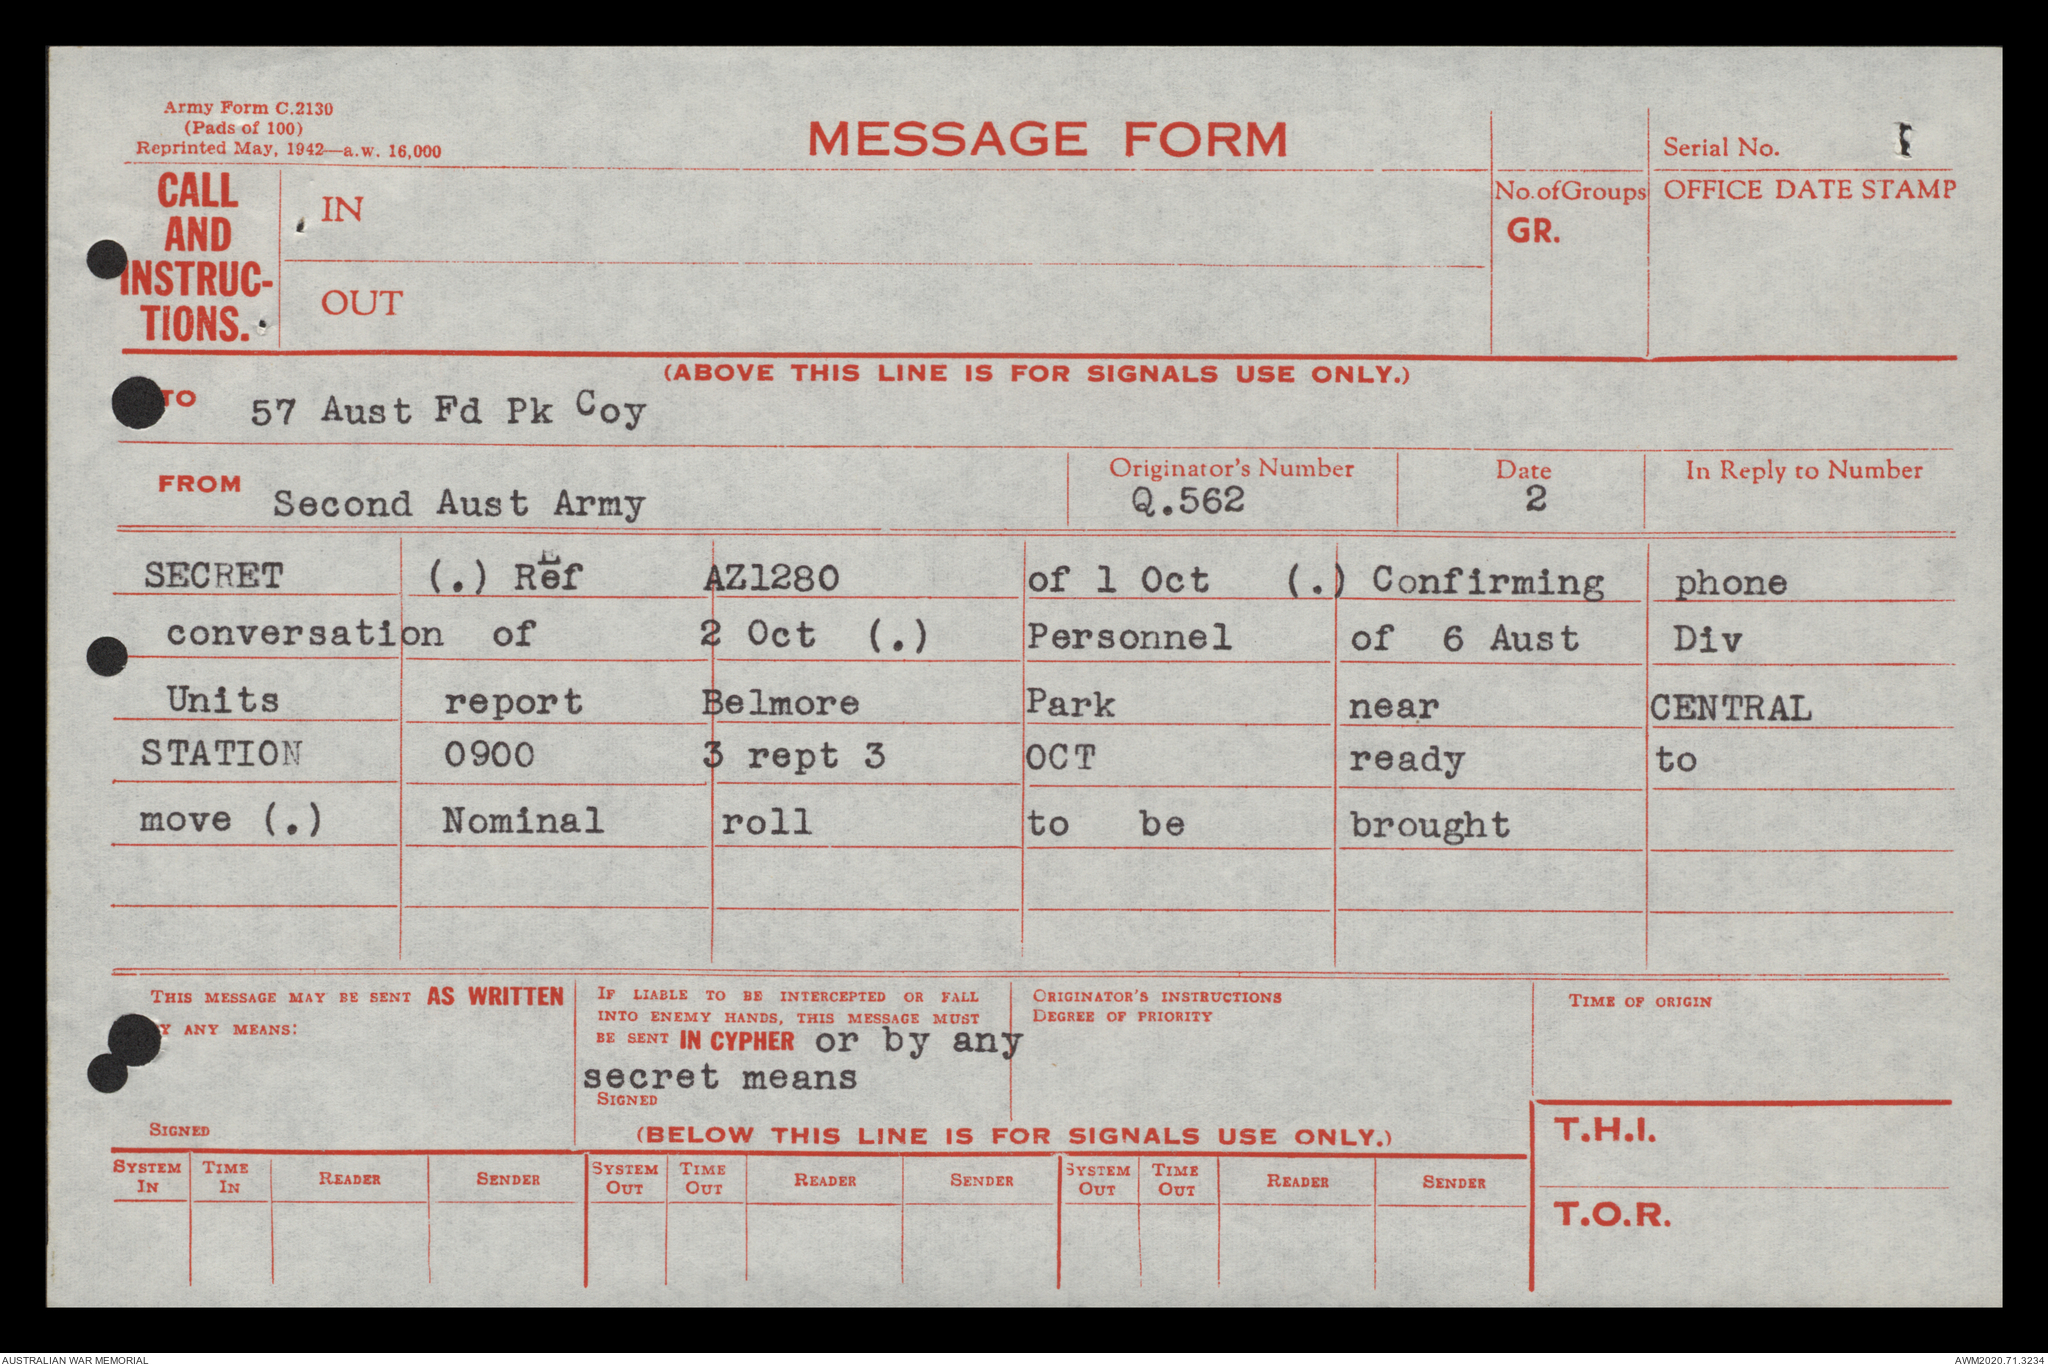 Army Form C.2130
(Pads of 100)
Reprinted May, 1942—a.w. 16,000
MESSAGE FORM
Serial No.
CALL AND INSTRUC-TIONS.
IN
OUT
No. of Groups
GR.
OFFICE DATE STAMP
(ABOVE THIS LINE IS FOR SIGNALS USE ONLY.)
TO 57 Aust Fd Pk Coy
FROM Second Aust Army
Originator's Number Q.562
Date 2
In Reply to Number
SECRET (.) Ref AZ1280 of 1 Oct (.) Confirming phone
conversation of 2 Oct (.) Personnel of 6 Aust Div
Units report Belmore Park near CENTRAL
STATION 0900 3 rept 3 OCT ready to
move (.) Nominal roll to be brought
THIS MESSAGE MAY BE SENT AS WRITTEN
ANY MEANS:
SIGNED
IF LIABLE TO BE INTERCEPTED OR FALL
INTO ENEMY HANDS, THIS MESSAGE MUST
BE SENT IN CYPHER or by any
secret means
SIGNED
ORIGINATOR'S INSTRUCTIONS
DEGREE OF PRIORITY
TIME OF ORIGIN
(BELOW THIS LINE IS FOR SIGNALS USE ONLY.)
T.H.I.
T.O.R.
SYSTEM IN TIME IN READER SENDER SYSTEM OUT TIME OUT READER SENDER SYSTEM OUT TIME OUT READER SENDER
AUSTRALIAN WAR MEMORIAL
AWM2020.71.3234